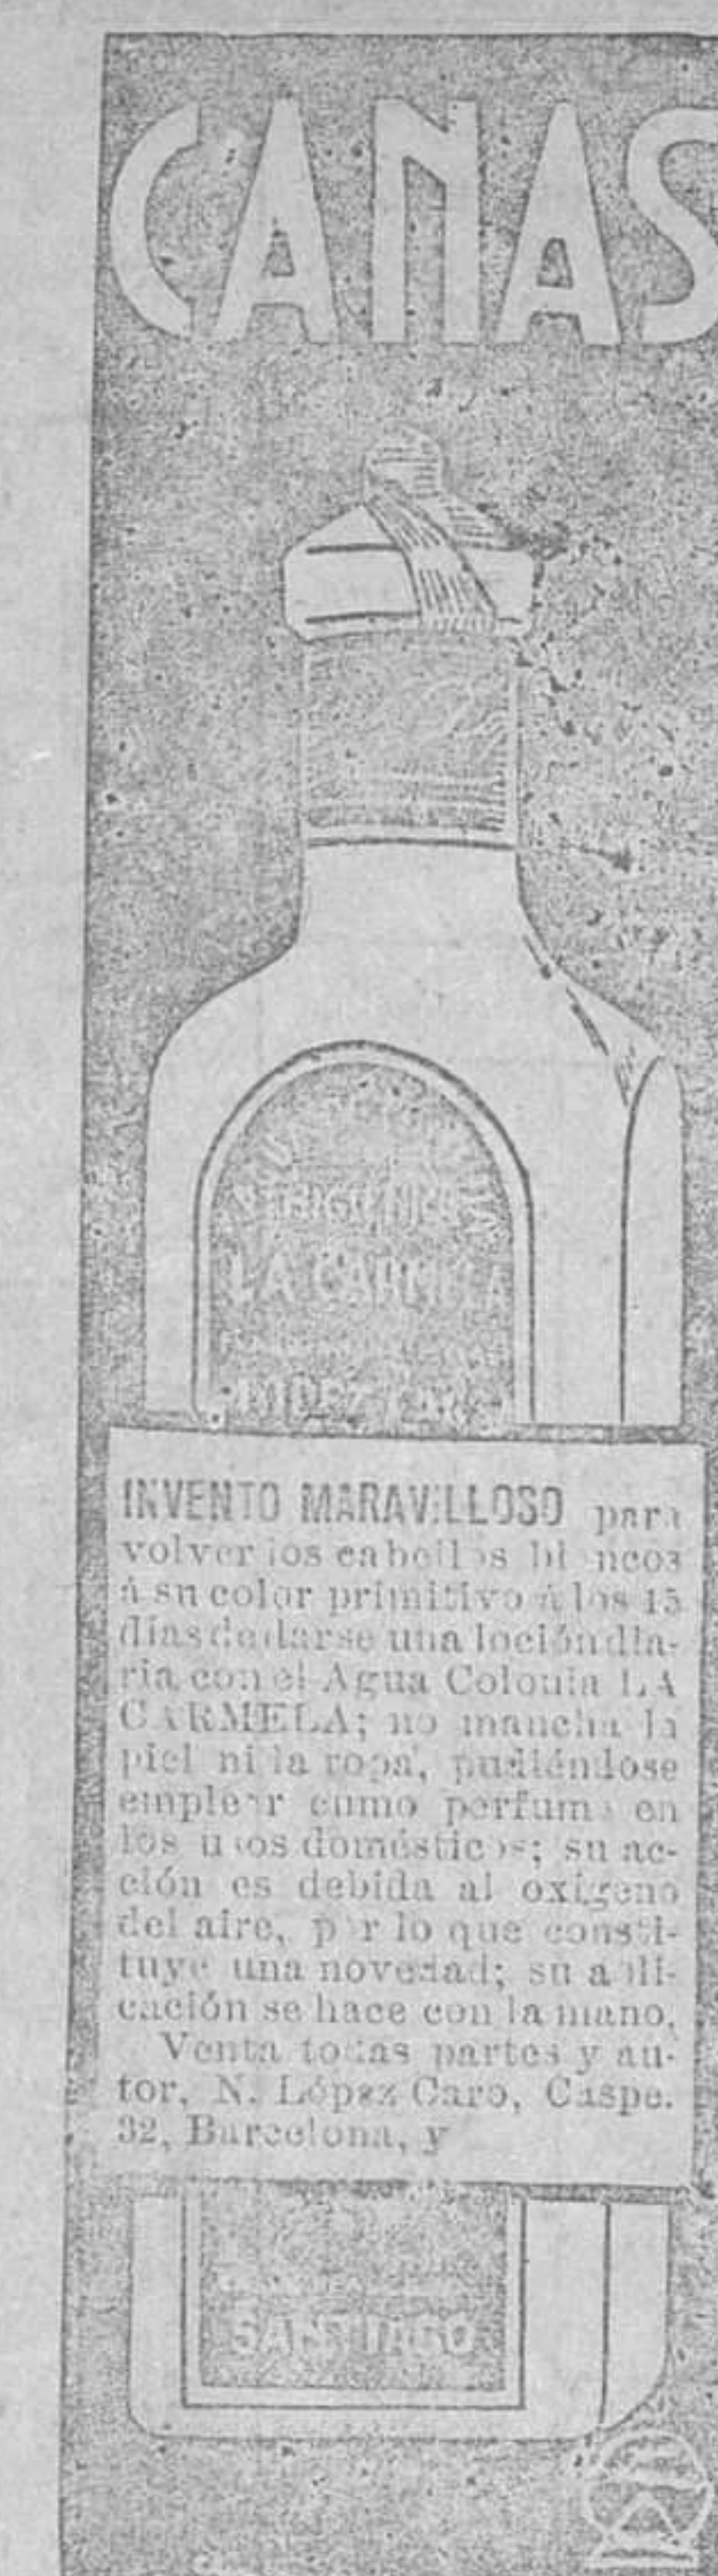 CANAS
HIGIENICO
LA CARMELA
LOPEZ CARO
INVENTO MARAVILLOSO para
volver los cabellos blancos
á su color primitivo á los 15
días de darse una loción dia-
ria con el Agua Colonia LA
CARMELA; no mancha la
piel ni la ropa, pudiéndose
emplear como perfume en
los usos domésticos; su ac-
ción es debida al oxígeno
del aire, por lo que consti-
tuye una novedad; su apli-
cación se hace con la mano.
Venta todas partes y au-
tor, N. López Caro, Caspe.
32, Barcelona, y
SANTIAGO